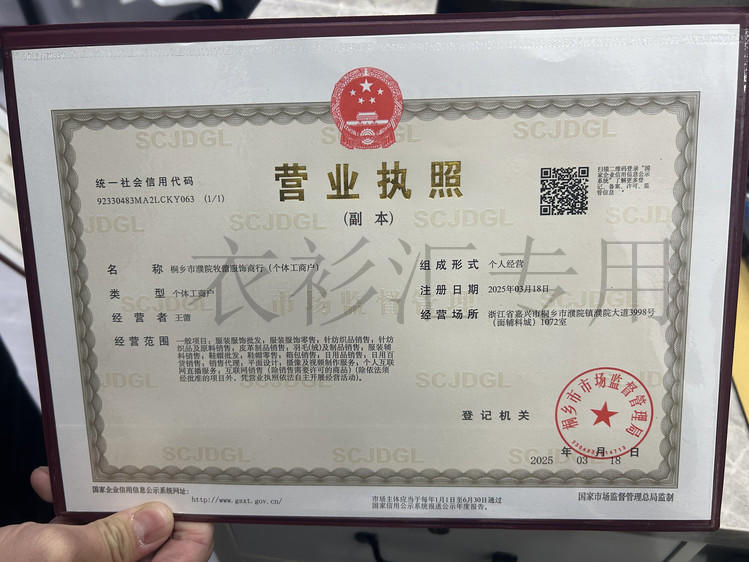 SCJDGL SCJDGL
营业执照
(副 本)
统一社会信用代码
92330483MA2LCKY063 (1/1)
扫描二维码登录“国
家企业信用信息公示
系统”了解更多登
记、备案、许可、监
管信息
衣衫汇专用
名 称 桐乡市濮院牧蕾服饰商行(个体工商户)
类 型 个体工商户
经 营 者 王蕾
经 营 范 围 一般项目:服装服饰批发;服装服饰零售;针纺织品销售;针纺
织品及原料销售;皮革制品销售;羽毛(绒)及制品销售;服装辅
料销售;鞋帽批发;鞋帽零售;箱包销售;日用品销售;日用百
货销售;销售代理;平面设计;摄像及视频制作服务;个人互联
网直播服务;互联网销售(除销售需要许可的商品)(除依法须
经批准的项目外,凭营业执照依法自主开展经营活动)。
组 成 形 式 个人经营
注 册 日 期 2025年03月18日
经 营 场 所 浙江省嘉兴市桐乡市濮院镇濮院大道3998号
(面辅料城)1072室
市场监督管理
SCJDGL SCJDGL
登 记 机 关
桐乡市市场监督管理局
2025 年 03 月 18 日
SCJDGL SCJDGL SCJDGL
国家企业信用信息公示系统网址:
http://www.gsxt.gov.cn/
市场主体应当于每年1月1日至6月30日通过
国家信用公示系统报送公示年度报告。
国家市场监督管理总局监制